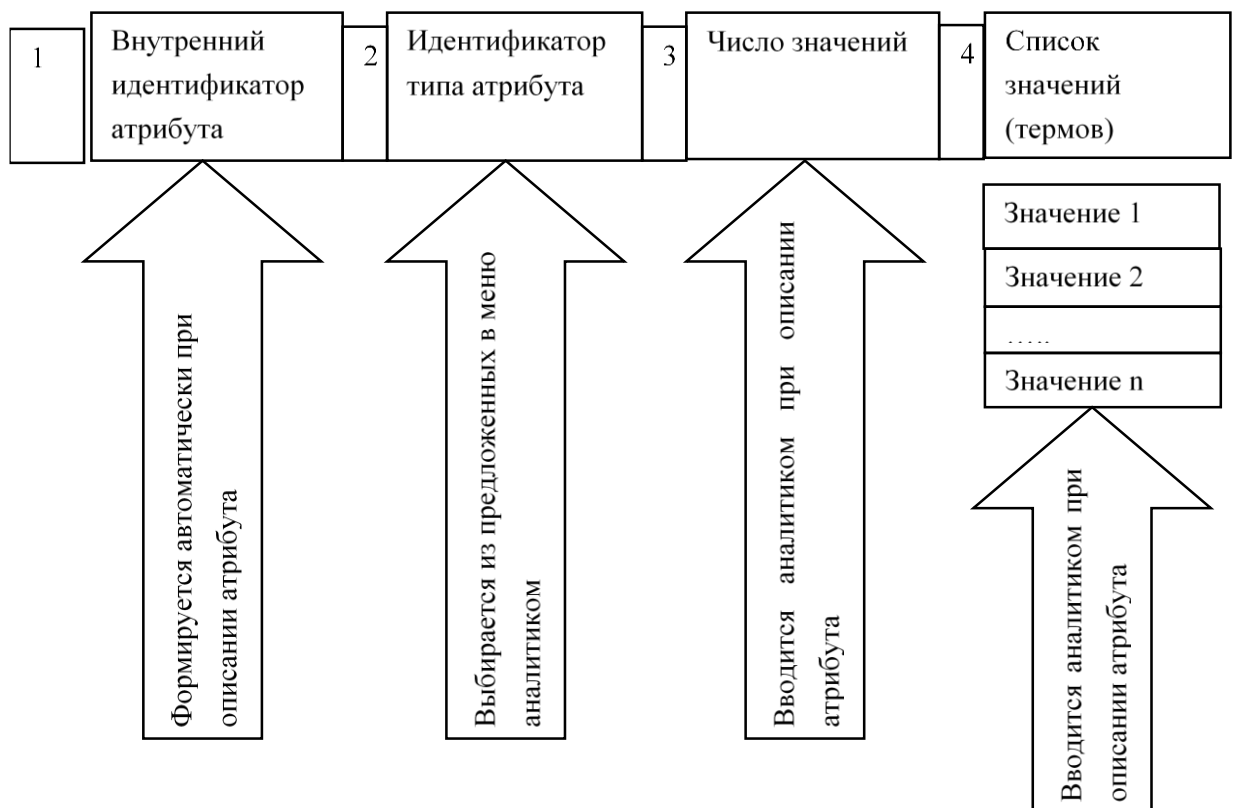 1
Внутренний
идентификатор
атрибута
2
Идентификатор
типа атрибута
3
Число значений
4
Список
значений
(термов)
Значение 1
Значение 2
…..
Значение n
Формируется автоматически при
описании атрибута
Выбирается из предложенных в меню
аналитиком
Вводится аналитиком при описании
атрибута
Вводится аналитиком при
описании атрибута